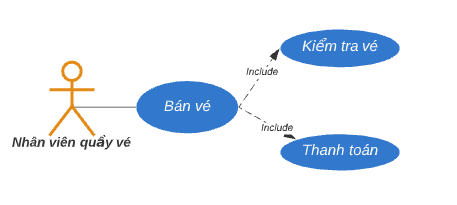 Kiểm tra vé
Include
Bán vé
Include
Nhân viên quầy vé
Thanh toán